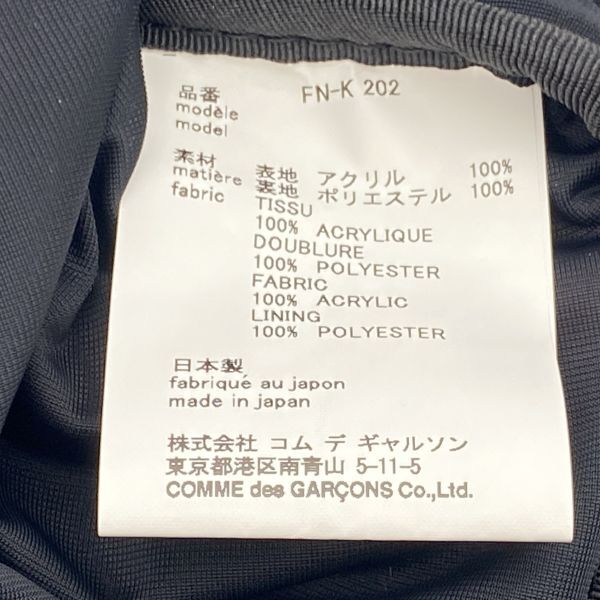 品番 FN-K 202
modèle
model
素材
matière 表地 アクリル 100%
fabric 裏地 ポリエステル 100%
TISSU
100% ACRYLIQUE
DOUBLURE
100% POLYESTER
FABRIC
100% ACRYLIC
LINING
100% POLYESTER
日本製
fabriqué au japon
made in japan
株式会社 コム デ ギャルソン
東京都港区南青山 5-11-5
COMME des GARÇONS Co.,Ltd.